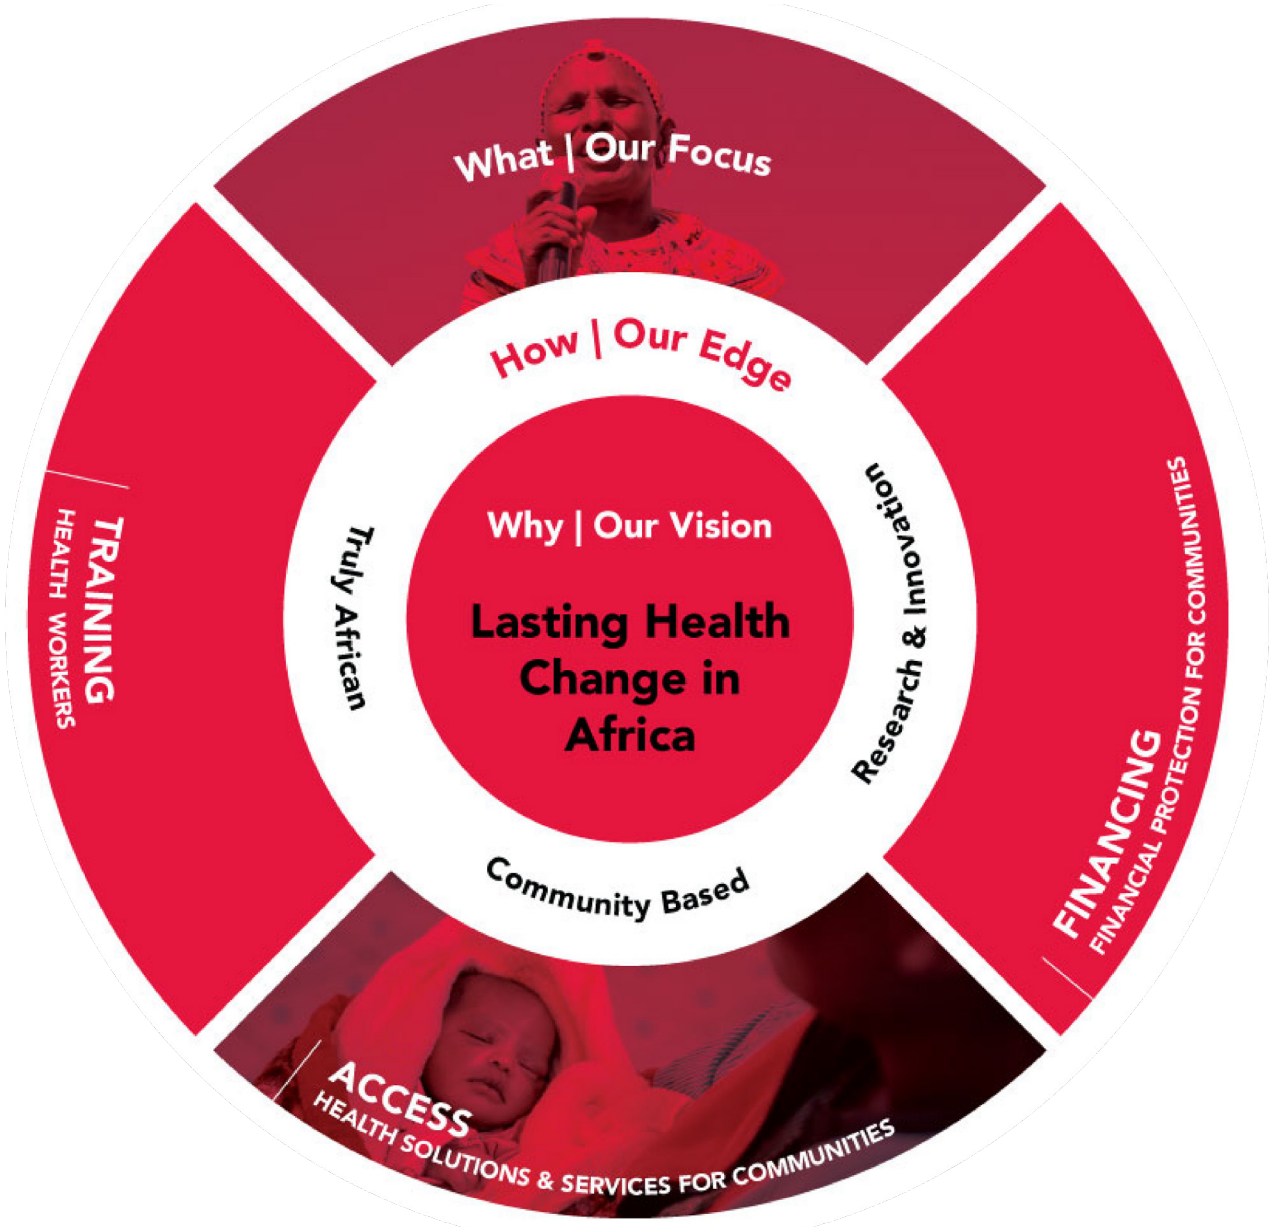 What | Our Focus
How | Our Edge
Why | Our Vision
Lasting Health
Change in
Africa
Truly African
Research & Innovation
Community Based
TRAINING
HEALTH WORKERS
FINANCING
FINANCIAL PROTECTION FOR COMMUNITIES
ACCESS
HEALTH SOLUTIONS & SERVICES FOR COMMUNITIES